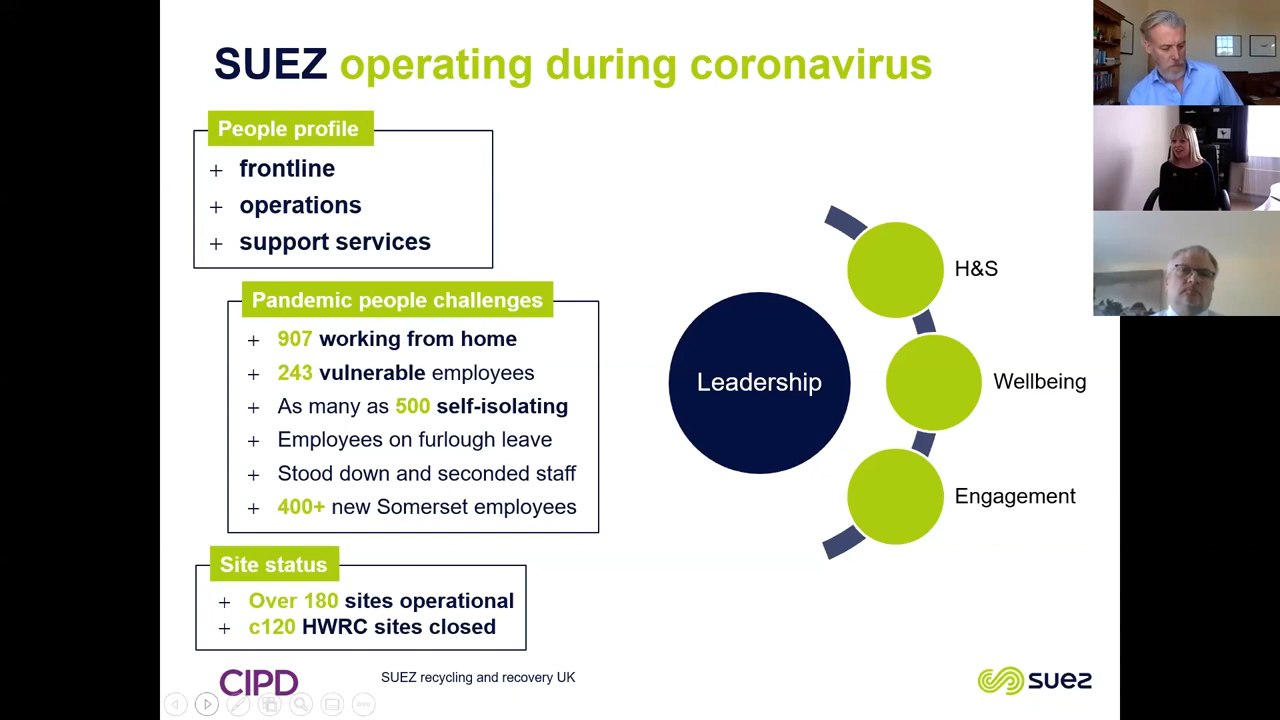 SUEZ operating during coronavirus
People profile
+ frontline
+ operations
+ support services
Pandemic people challenges
+ 907 working from home
+ 243 vulnerable employees
+ As many as 500 self-isolating
+ Employees on furlough leave
+ Stood down and seconded staff
+ 400+ new Somerset employees
Site status
+ Over 180 sites operational
+ c120 HWRC sites closed
Leadership
H&S
Wellbeing
Engagement
CIPD
SUEZ recycling and recovery UK
suez